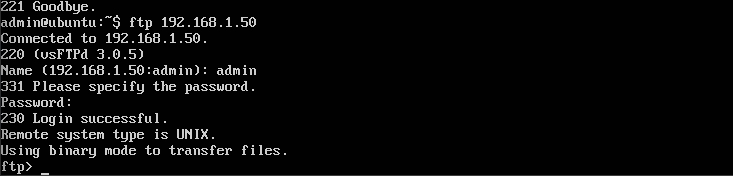 221 Goodbye.
admin@ubuntu:~$ ftp 192.168.1.50
Connected to 192.168.1.50.
220 (vsFTPd 3.0.5)
Name (192.168.1.50:admin): admin
331 Please specify the password.
Password:
230 Login successful.
Remote system type is UNIX.
Using binary mode to transfer files.
ftp> _